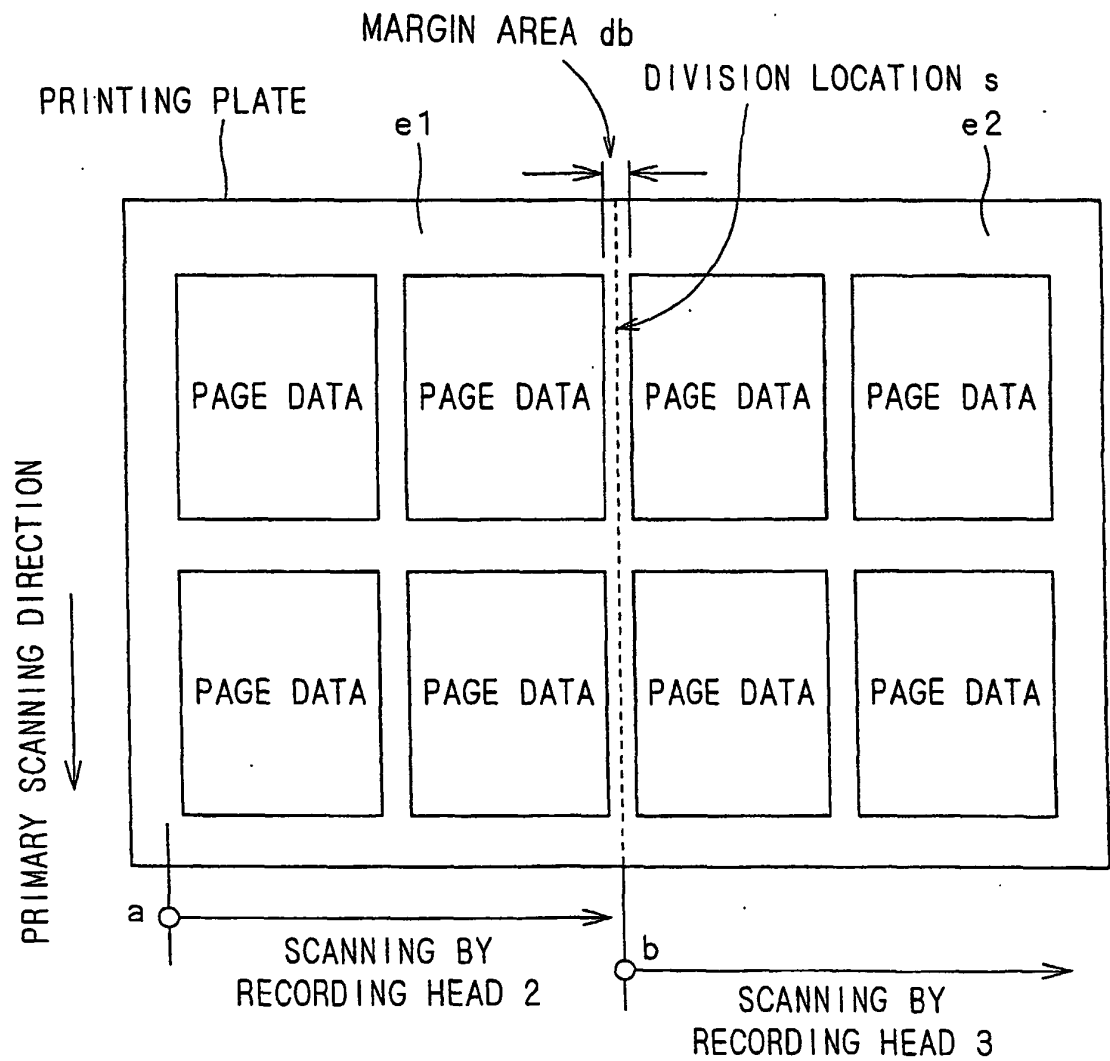 MARGIN AREA db
DIVISION LOCATION s
PRINTING PLATE
e1
e2
PAGE DATA PAGE DATA PAGE DATA PAGE DATA
PRIMARY SCANNING DIRECTION
PAGE DATA PAGE DATA PAGE DATA PAGE DATA
a
SCANNING BY
RECORDING HEAD 2
b
SCANNING BY
RECORDING HEAD 3